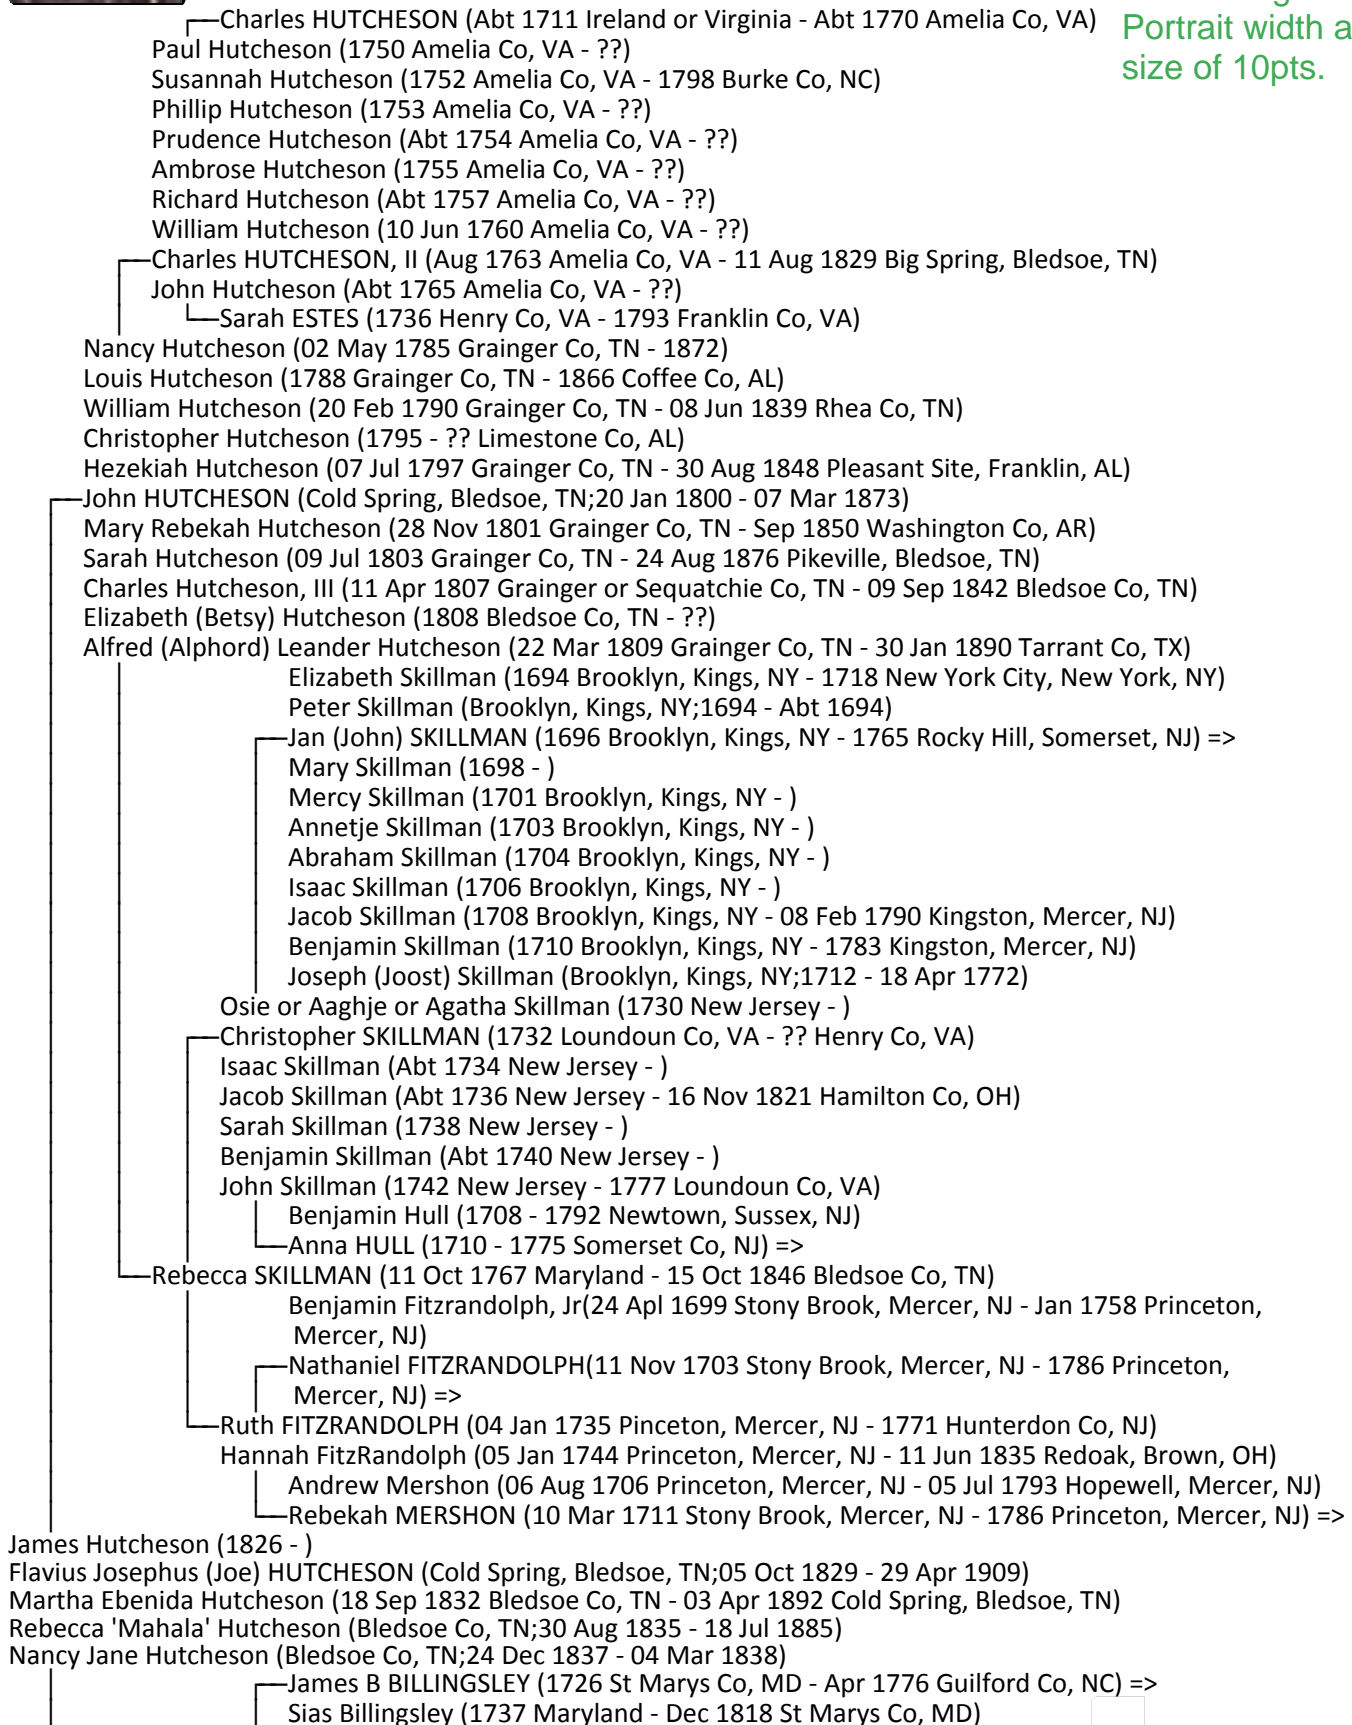 Charles HUTCHESON (Abt 1711 Ireland or Virginia - Abt 1770 Amelia Co, VA)
Portrait width a
size of 10pts.
Paul Hutcheson (1750 Amelia Co, VA - ??)
Susannah Hutcheson (1752 Amelia Co, VA - 1798 Burke Co, NC)
Phillip Hutcheson (1753 Amelia Co, VA - ??)
Prudence Hutcheson (Abt 1754 Amelia Co, VA - ??)
Ambrose Hutcheson (1755 Amelia Co, VA - ??)
Richard Hutcheson (Abt 1757 Amelia Co, VA - ??)
William Hutcheson (10 Jun 1760 Amelia Co, VA - ??)
Charles HUTCHESON, II (Aug 1763 Amelia Co, VA - 11 Aug 1829 Big Spring, Bledsoe, TN)
John Hutcheson (Abt 1765 Amelia Co, VA - ??)
Sarah ESTES (1736 Henry Co, VA - 1793 Franklin Co, VA)
Nancy Hutcheson (02 May 1785 Grainger Co, TN - 1872)
Louis Hutcheson (1788 Grainger Co, TN - 1866 Coffee Co, AL)
William Hutcheson (20 Feb 1790 Grainger Co, TN - 08 Jun 1839 Rhea Co, TN)
Christopher Hutcheson (1795 - ?? Limestone Co, AL)
Hezekiah Hutcheson (07 Jul 1797 Grainger Co, TN - 30 Aug 1848 Pleasant Site, Franklin, AL)
John HUTCHESON (Cold Spring, Bledsoe, TN;20 Jan 1800 - 07 Mar 1873)
Mary Rebekah Hutcheson (28 Nov 1801 Grainger Co, TN - Sep 1850 Washington Co, AR)
Sarah Hutcheson (09 Jul 1803 Grainger Co, TN - 24 Aug 1876 Pikeville, Bledsoe, TN)
Charles Hutcheson, III (11 Apr 1807 Grainger or Sequatchie Co, TN - 09 Sep 1842 Bledsoe Co, TN)
Elizabeth (Betsy) Hutcheson (1808 Bledsoe Co, TN - ??)
Alfred (Alphord) Leander Hutcheson (22 Mar 1809 Grainger Co, TN - 30 Jan 1890 Tarrant Co, TX)
Elizabeth Skillman (1694 Brooklyn, Kings, NY - 1718 New York City, New York, NY)
Peter Skillman (Brooklyn, Kings, NY;1694 - Abt 1694)
Jan (John) SKILLMAN (1696 Brooklyn, Kings, NY - 1765 Rocky Hill, Somerset, NJ) =>
Mary Skillman (1698 - )
Mercy Skillman (1701 Brooklyn, Kings, NY - )
Annetje Skillman (1703 Brooklyn, Kings, NY - )
Abraham Skillman (1704 Brooklyn, Kings, NY - )
Isaac Skillman (1706 Brooklyn, Kings, NY - )
Jacob Skillman (1708 Brooklyn, Kings, NY - 08 Feb 1790 Kingston, Mercer, NJ)
Benjamin Skillman (1710 Brooklyn, Kings, NY - 1783 Kingston, Mercer, NJ)
Joseph (Joost) Skillman (Brooklyn, Kings, NY;1712 - 18 Apr 1772)
Osie or Aaghje or Agatha Skillman (1730 New Jersey - )
Christopher SKILLMAN (1732 Loundoun Co, VA - ?? Henry Co, VA)
Isaac Skillman (Abt 1734 New Jersey - )
Jacob Skillman (Abt 1736 New Jersey - 16 Nov 1821 Hamilton Co, OH)
Sarah Skillman (1738 New Jersey - )
Benjamin Skillman (Abt 1740 New Jersey - )
John Skillman (1742 New Jersey - 1777 Loundoun Co, VA)
Benjamin Hull (1708 - 1792 Newtown, Sussex, NJ)
Anna HULL (1710 - 1775 Somerset Co, NJ) =>
Rebecca SKILLMAN (11 Oct 1767 Maryland - 15 Oct 1846 Bledsoe Co, TN)
Benjamin Fitzrandolph, Jr(24 Apl 1699 Stony Brook, Mercer, NJ - Jan 1758 Princeton,
Mercer, NJ)
Nathaniel FITZRANDOLPH(11 Nov 1703 Stony Brook, Mercer, NJ - 1786 Princeton,
Mercer, NJ) =>
Ruth FITZRANDOLPH (04 Jan 1735 Pinceton, Mercer, NJ - 1771 Hunterdon Co, NJ)
Hannah FitzRandolph (05 Jan 1744 Princeton, Mercer, NJ - 11 Jun 1835 Redoak, Brown, OH)
Andrew Mershon (06 Aug 1706 Princeton, Mercer, NJ - 05 Jul 1793 Hopewell, Mercer, NJ)
Rebekah MERSHON (10 Mar 1711 Stony Brook, Mercer, NJ - 1786 Princeton, Mercer, NJ) =>
James Hutcheson (1826 - )
Flavius Josephus (Joe) HUTCHESON (Cold Spring, Bledsoe, TN;05 Oct 1829 - 29 Apr 1909)
Martha Ebenida Hutcheson (18 Sep 1832 Bledsoe Co, TN - 03 Apr 1892 Cold Spring, Bledsoe, TN)
Rebecca 'Mahala' Hutcheson (Bledsoe Co, TN;30 Aug 1835 - 18 Jul 1885)
Nancy Jane Hutcheson (Bledsoe Co, TN;24 Dec 1837 - 04 Mar 1838)
James B BILLINGSLEY (1726 St Marys Co, MD - Apr 1776 Guilford Co, NC) =>
Sias Billingsley (1737 Maryland - Dec 1818 St Marys Co, MD)